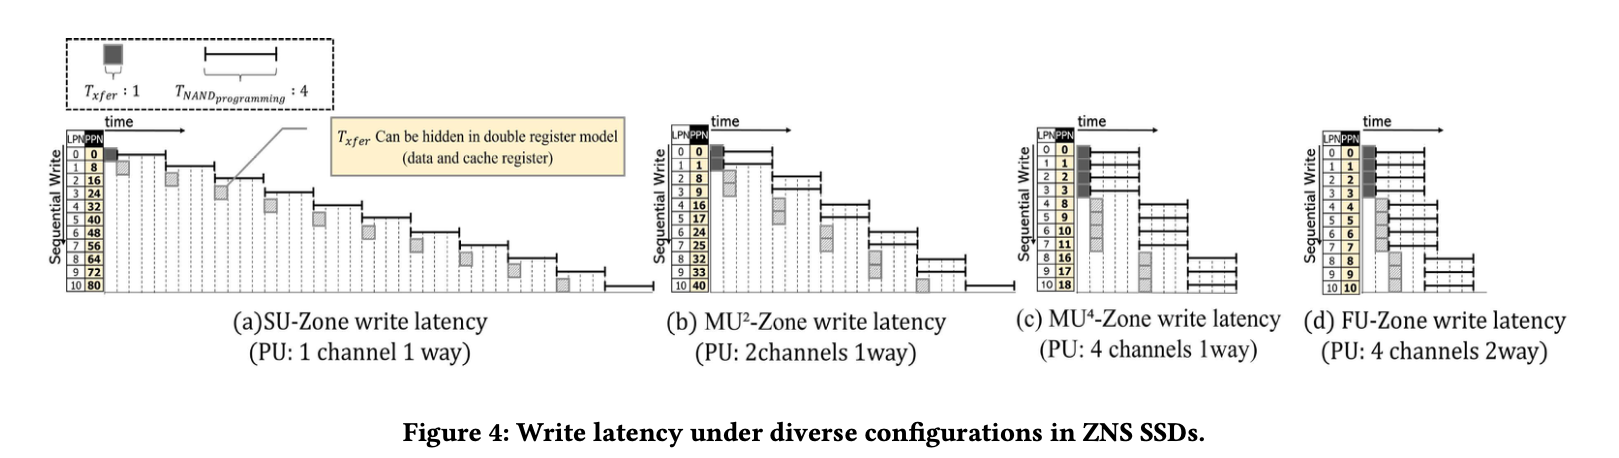 T_xfer : 1
T_NAND_programming : 4
T_xfer Can be hidden in double register model
(data and cache register)
time
LPN PPN
Sequential Write
0 0
1 8
2 16
3 24
4 32
5 40
6 48
7 56
8 64
9 72
10 80
(a)SU-Zone write latency
(PU: 1 channel 1 way)
time
LPN PPN
Sequential Write
0 0
1 1
2 8
3 9
4 16
5 17
6 24
7 25
8 32
9 33
10 40
(b) MU²-Zone write latency
(PU: 2channels 1way)
time
LPN PPN
Sequential Write
0 0
1 1
2 2
3 3
4 8
5 9
6 10
7 11
8 16
9 17
10 18
(c) MU⁴-Zone write latency
(PU: 4 channels 1way)
time
LPN PPN
Sequential Write
0 0
1 1
2 2
3 3
4 4
5 5
6 6
7 7
8 8
9 9
10 10
(d) FU-Zone write latency
(PU: 4 channels 2way)
Figure 4: Write latency under diverse configurations in ZNS SSDs.